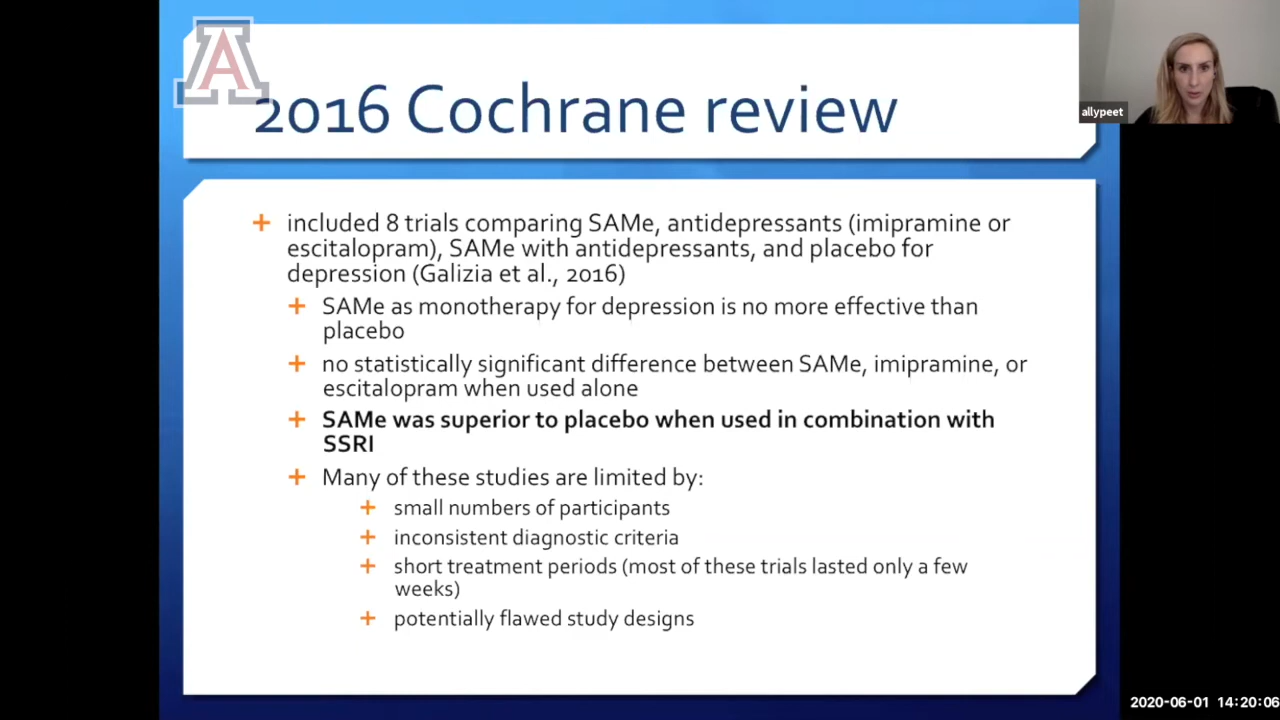 A
2016 Cochrane review
allypeet
+ included 8 trials comparing SAMe, antidepressants (imipramine or
escitalopram), SAMe with antidepressants, and placebo for
depression (Galizia et al., 2016)
+ SAMe as monotherapy for depression is no more effective than
placebo
+ no statistically significant difference between SAMe, imipramine, or
escitalopram when used alone
+ SAMe was superior to placebo when used in combination with
SSRI
+ Many of these studies are limited by:
+ small numbers of participants
+ inconsistent diagnostic criteria
+ short treatment periods (most of these trials lasted only a few
weeks)
+ potentially flawed study designs
2020-06-01 14:20:06